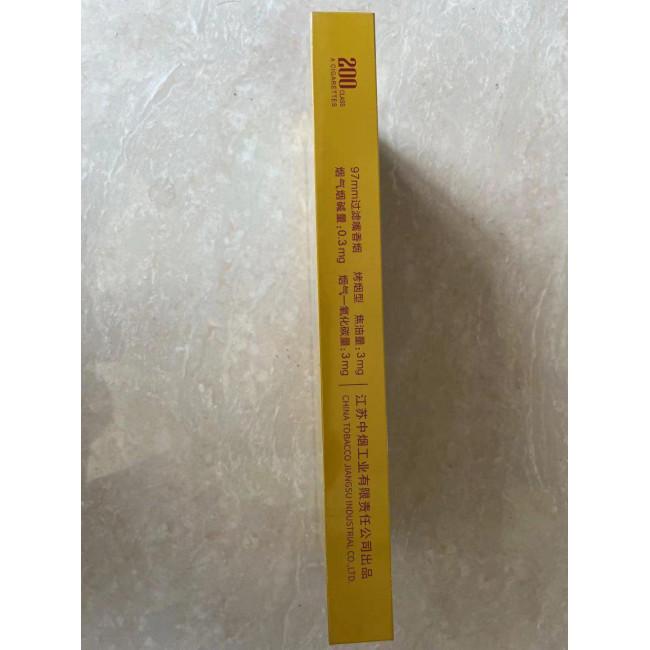 200 CLASS
A CIGARETTES
97mm过滤嘴香烟 烤烟型 焦油量:3mg
烟气烟碱量:0.3mg 烟气一氧化碳量:3mg
江苏中烟工业有限责任公司出品
CHINA TOBACCO JIANGSU INDUSTRIAL CO.,LTD.